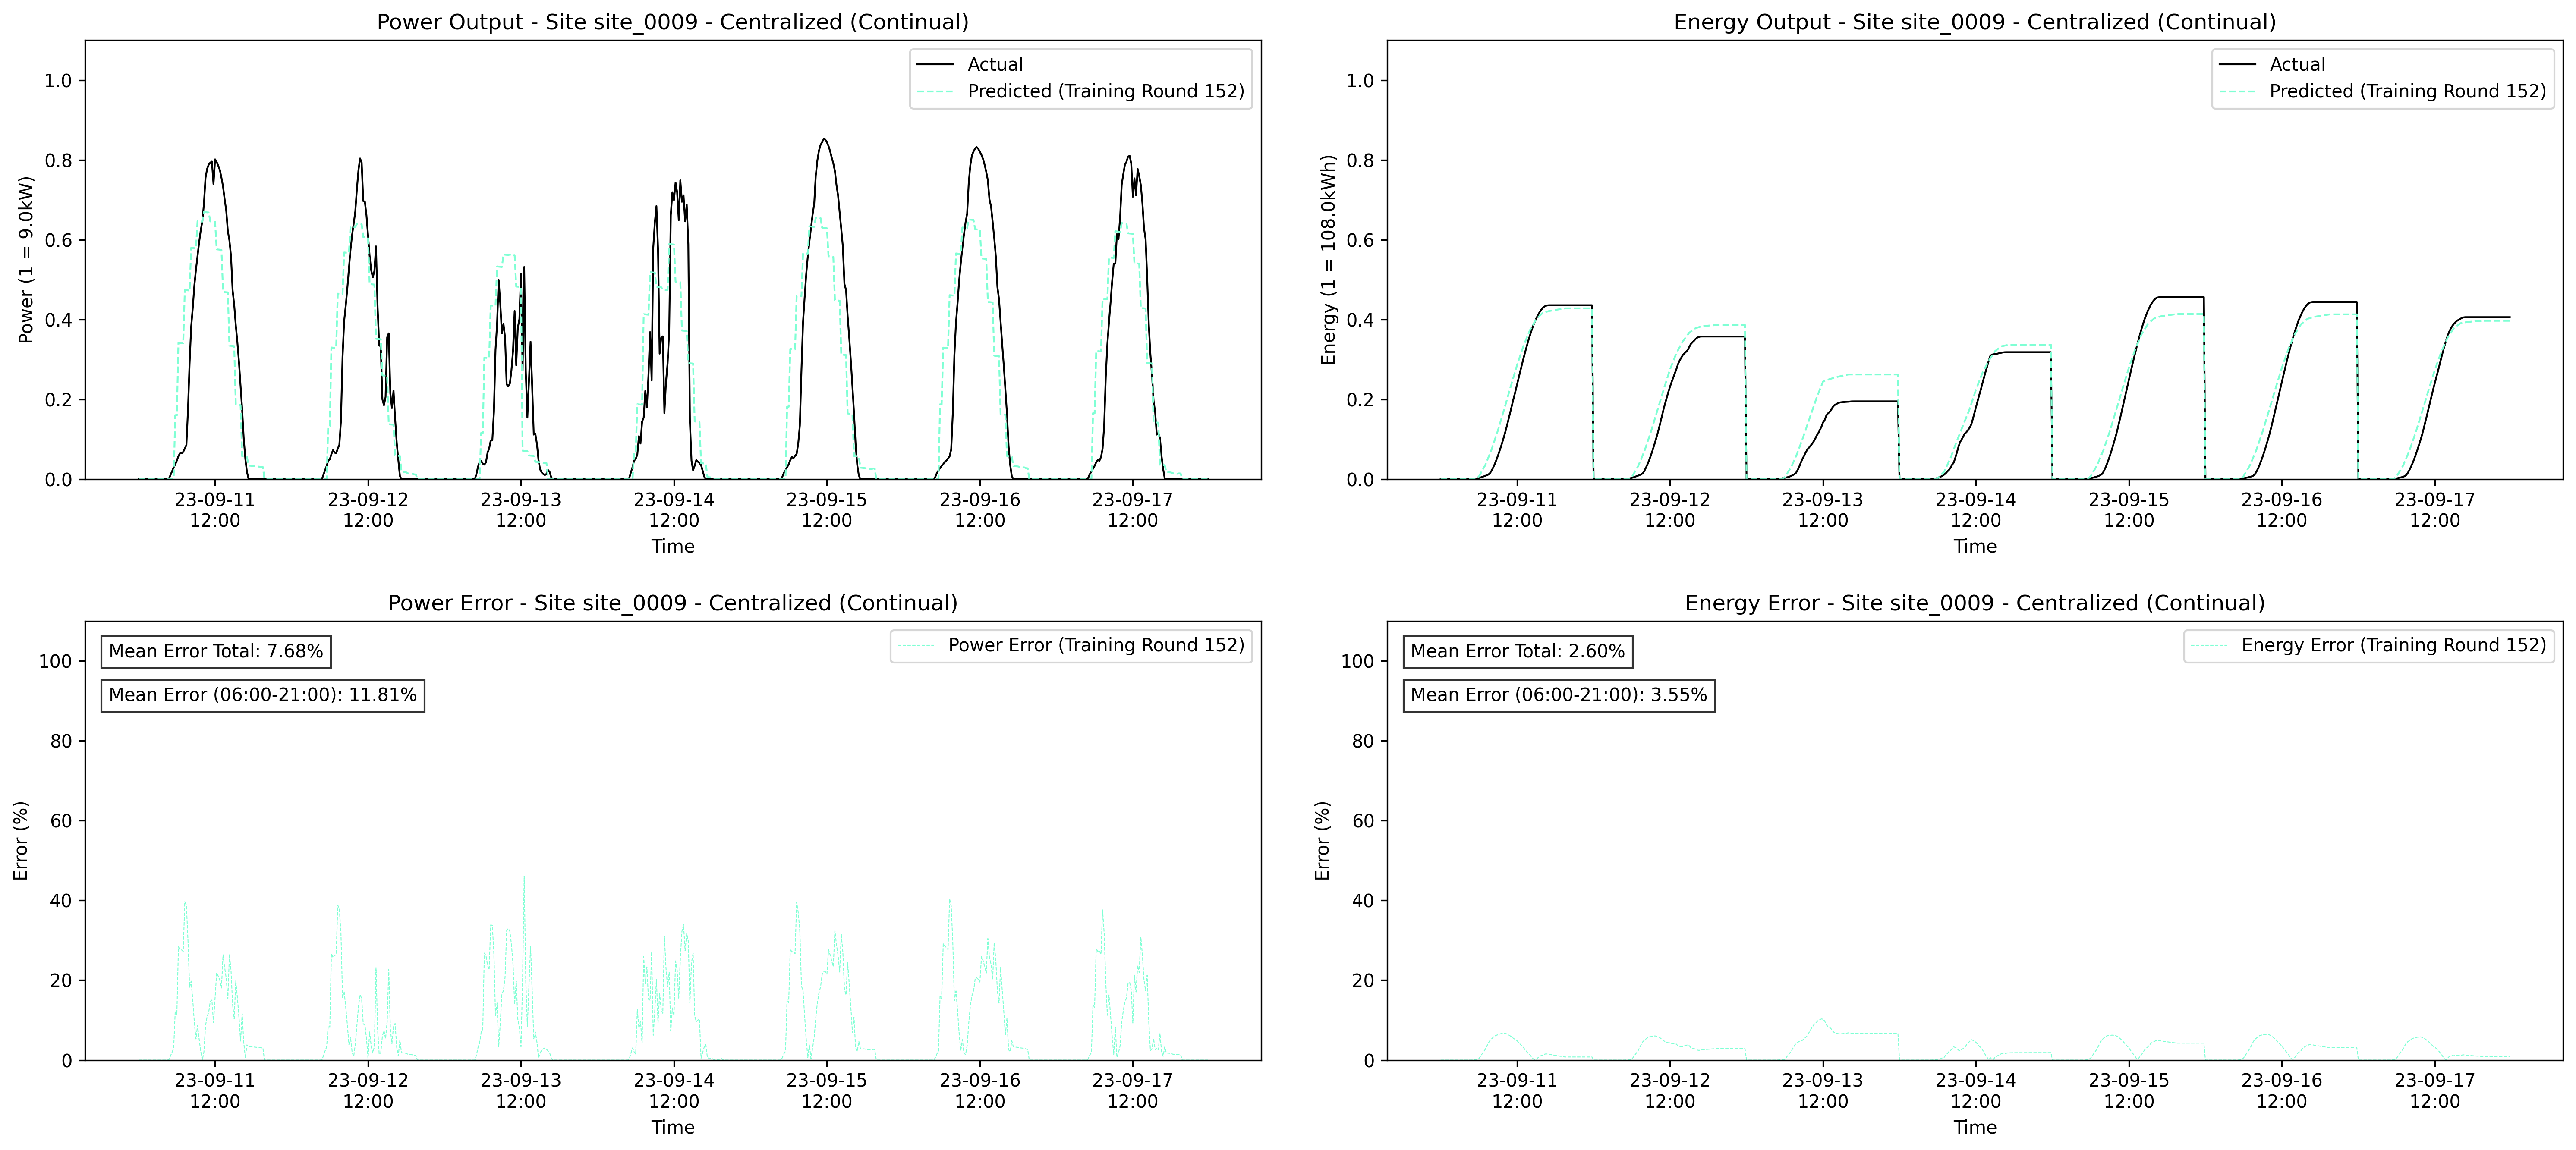 Power Output - Site site_0009 - Centralized (Continual)
Power (1 = 9.0kW)
1.0
0.8
0.6
0.4
0.2
0.0
Actual
Predicted (Training Round 152)
23-09-11 23-09-12 23-09-13 23-09-14 23-09-15 23-09-16 23-09-17
12:00 12:00 12:00 12:00 12:00 12:00 12:00
Time
Energy Output - Site site_0009 - Centralized (Continual)
Energy (1 = 108.0kWh)
1.0
0.8
0.6
0.4
0.2
0.0
Actual
Predicted (Training Round 152)
23-09-11 23-09-12 23-09-13 23-09-14 23-09-15 23-09-16 23-09-17
12:00 12:00 12:00 12:00 12:00 12:00 12:00
Time
Power Error - Site site_0009 - Centralized (Continual)
Error (%)
100
80
60
40
20
0
Mean Error Total: 7.68%
Mean Error (06:00-21:00): 11.81%
Power Error (Training Round 152)
23-09-11 23-09-12 23-09-13 23-09-14 23-09-15 23-09-16 23-09-17
12:00 12:00 12:00 12:00 12:00 12:00 12:00
Time
Energy Error - Site site_0009 - Centralized (Continual)
Error (%)
100
80
60
40
20
0
Mean Error Total: 2.60%
Mean Error (06:00-21:00): 3.55%
Energy Error (Training Round 152)
23-09-11 23-09-12 23-09-13 23-09-14 23-09-15 23-09-16 23-09-17
12:00 12:00 12:00 12:00 12:00 12:00 12:00
Time